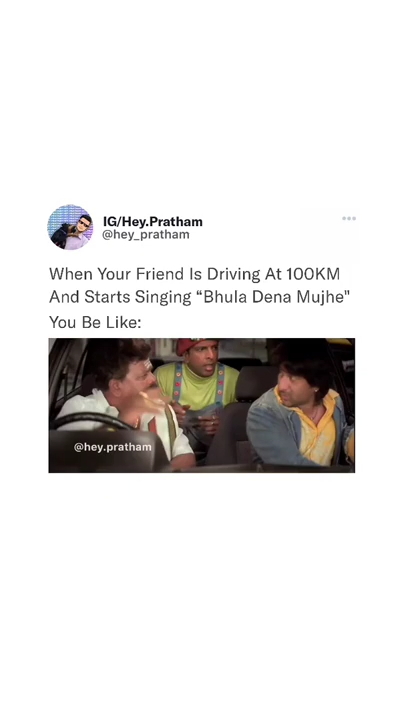 IG/Hey.Pratham
@hey_pratham
When Your Friend Is Driving At 100KM
And Starts Singing “Bhula Dena Mujhe"
You Be Like:
@hey.pratham